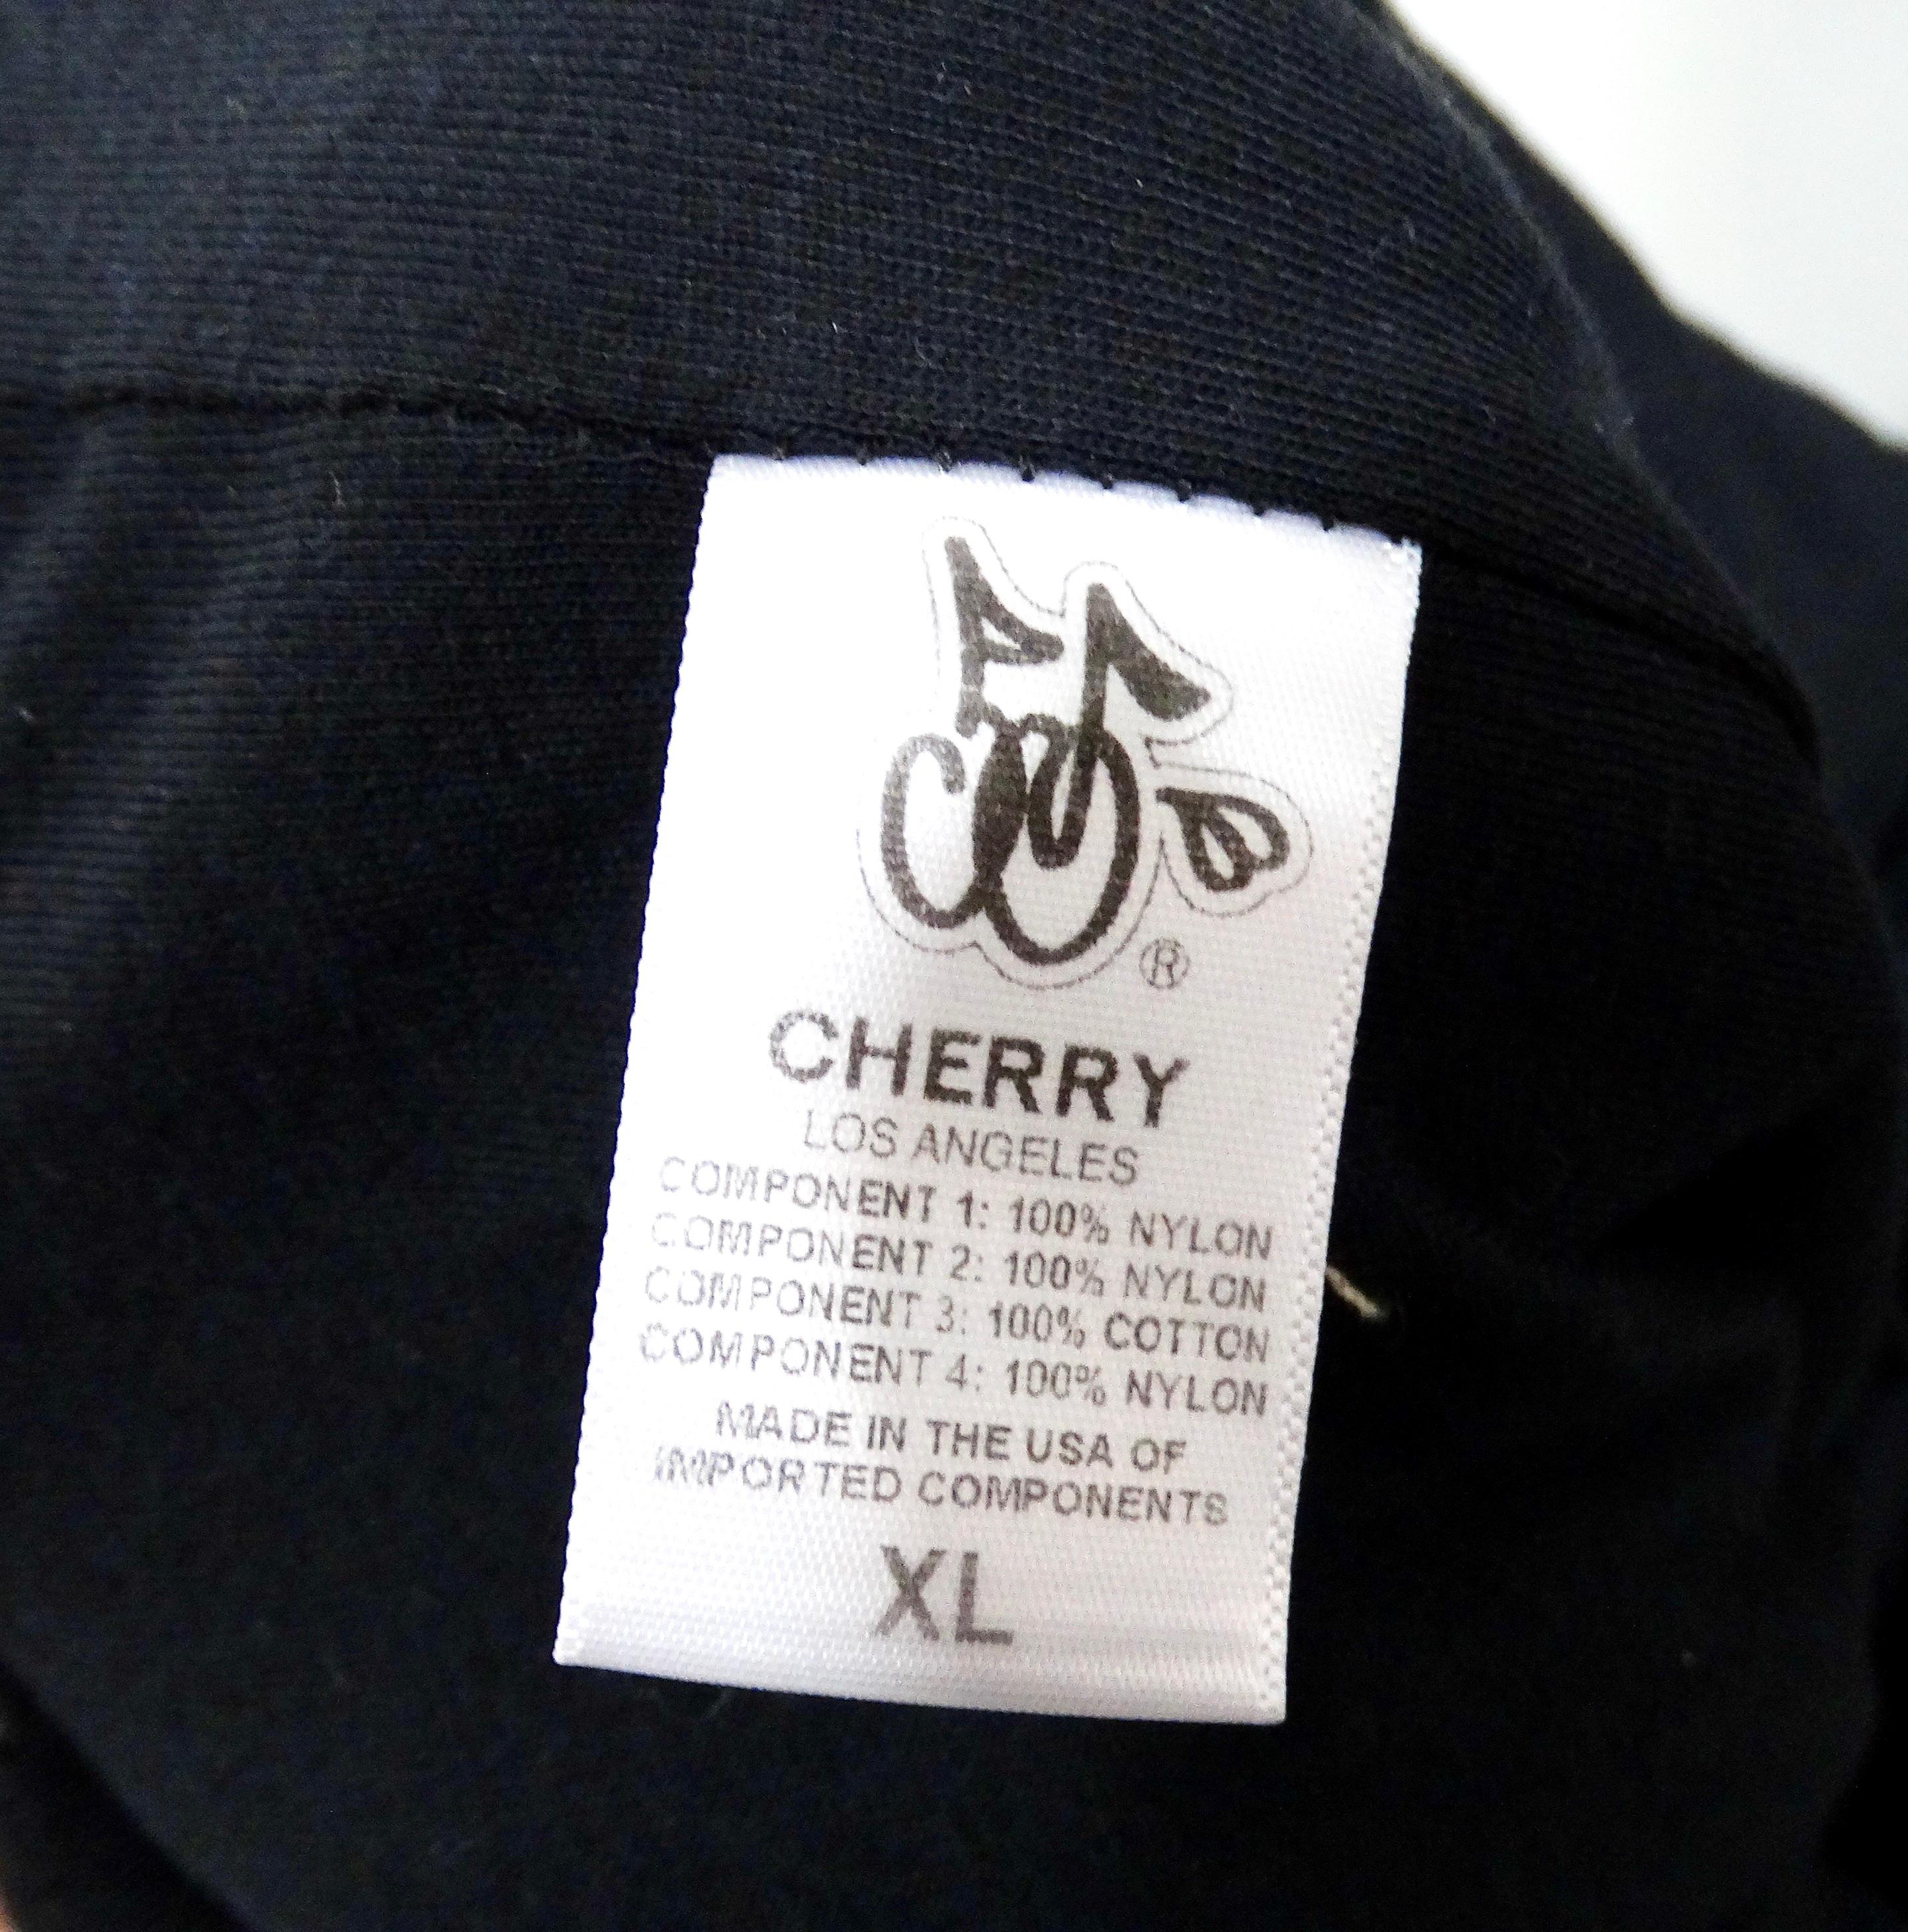 ®
CHERRY
LOS ANGELES
COMPONENT 1: 100% NYLON
COMPONENT 2: 100% NYLON
COMPONENT 3: 100% COTTON
COMPONENT 4: 100% NYLON
MADE IN THE USA OF
IMPORTED COMPONENTS
XL